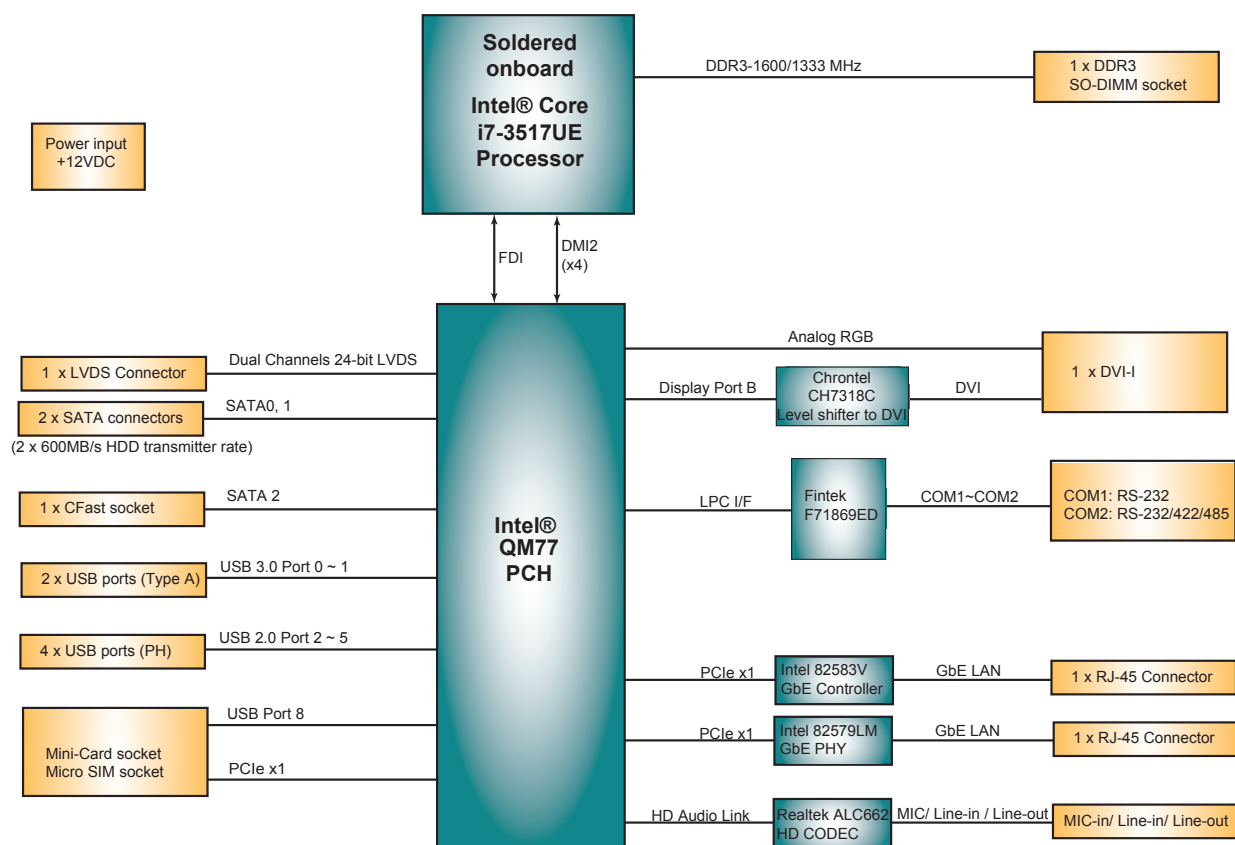 Soldered
onboard
Intel® Core
i7-3517UE
Processor
DDR3-1600/1333 MHz
1 x DDR3
SO-DIMM socket
Power input
+12VDC
FDI
DMI2
(x4)
Intel®
QM77
PCH
Dual Channels 24-bit LVDS
1 x LVDS Connector
SATA0, 1
2 x SATA connectors
(2 x 600MB/s HDD transmitter rate)
SATA 2
1 x CFast socket
USB 3.0 Port 0 ~ 1
2 x USB ports (Type A)
USB 2.0 Port 2 ~ 5
4 x USB ports (PH)
USB Port 8
Mini-Card socket
Micro SIM socket
PCIe x1
Analog RGB
1 x DVI-I
Display Port B
Chrontel
CH7318C
Level shifter to DVI
DVI
LPC I/F
Fintek
F71869ED
COM1~COM2
COM1: RS-232
COM2: RS-232/422/485
PCIe x1
Intel 82583V
GbE Controller
GbE LAN
1 x RJ-45 Connector
PCIe x1
Intel 82579LM
GbE PHY
GbE LAN
1 x RJ-45 Connector
HD Audio Link
Realtek ALC662
HD CODEC
MIC/ Line-in / Line-out
MIC-in/ Line-in/ Line-out